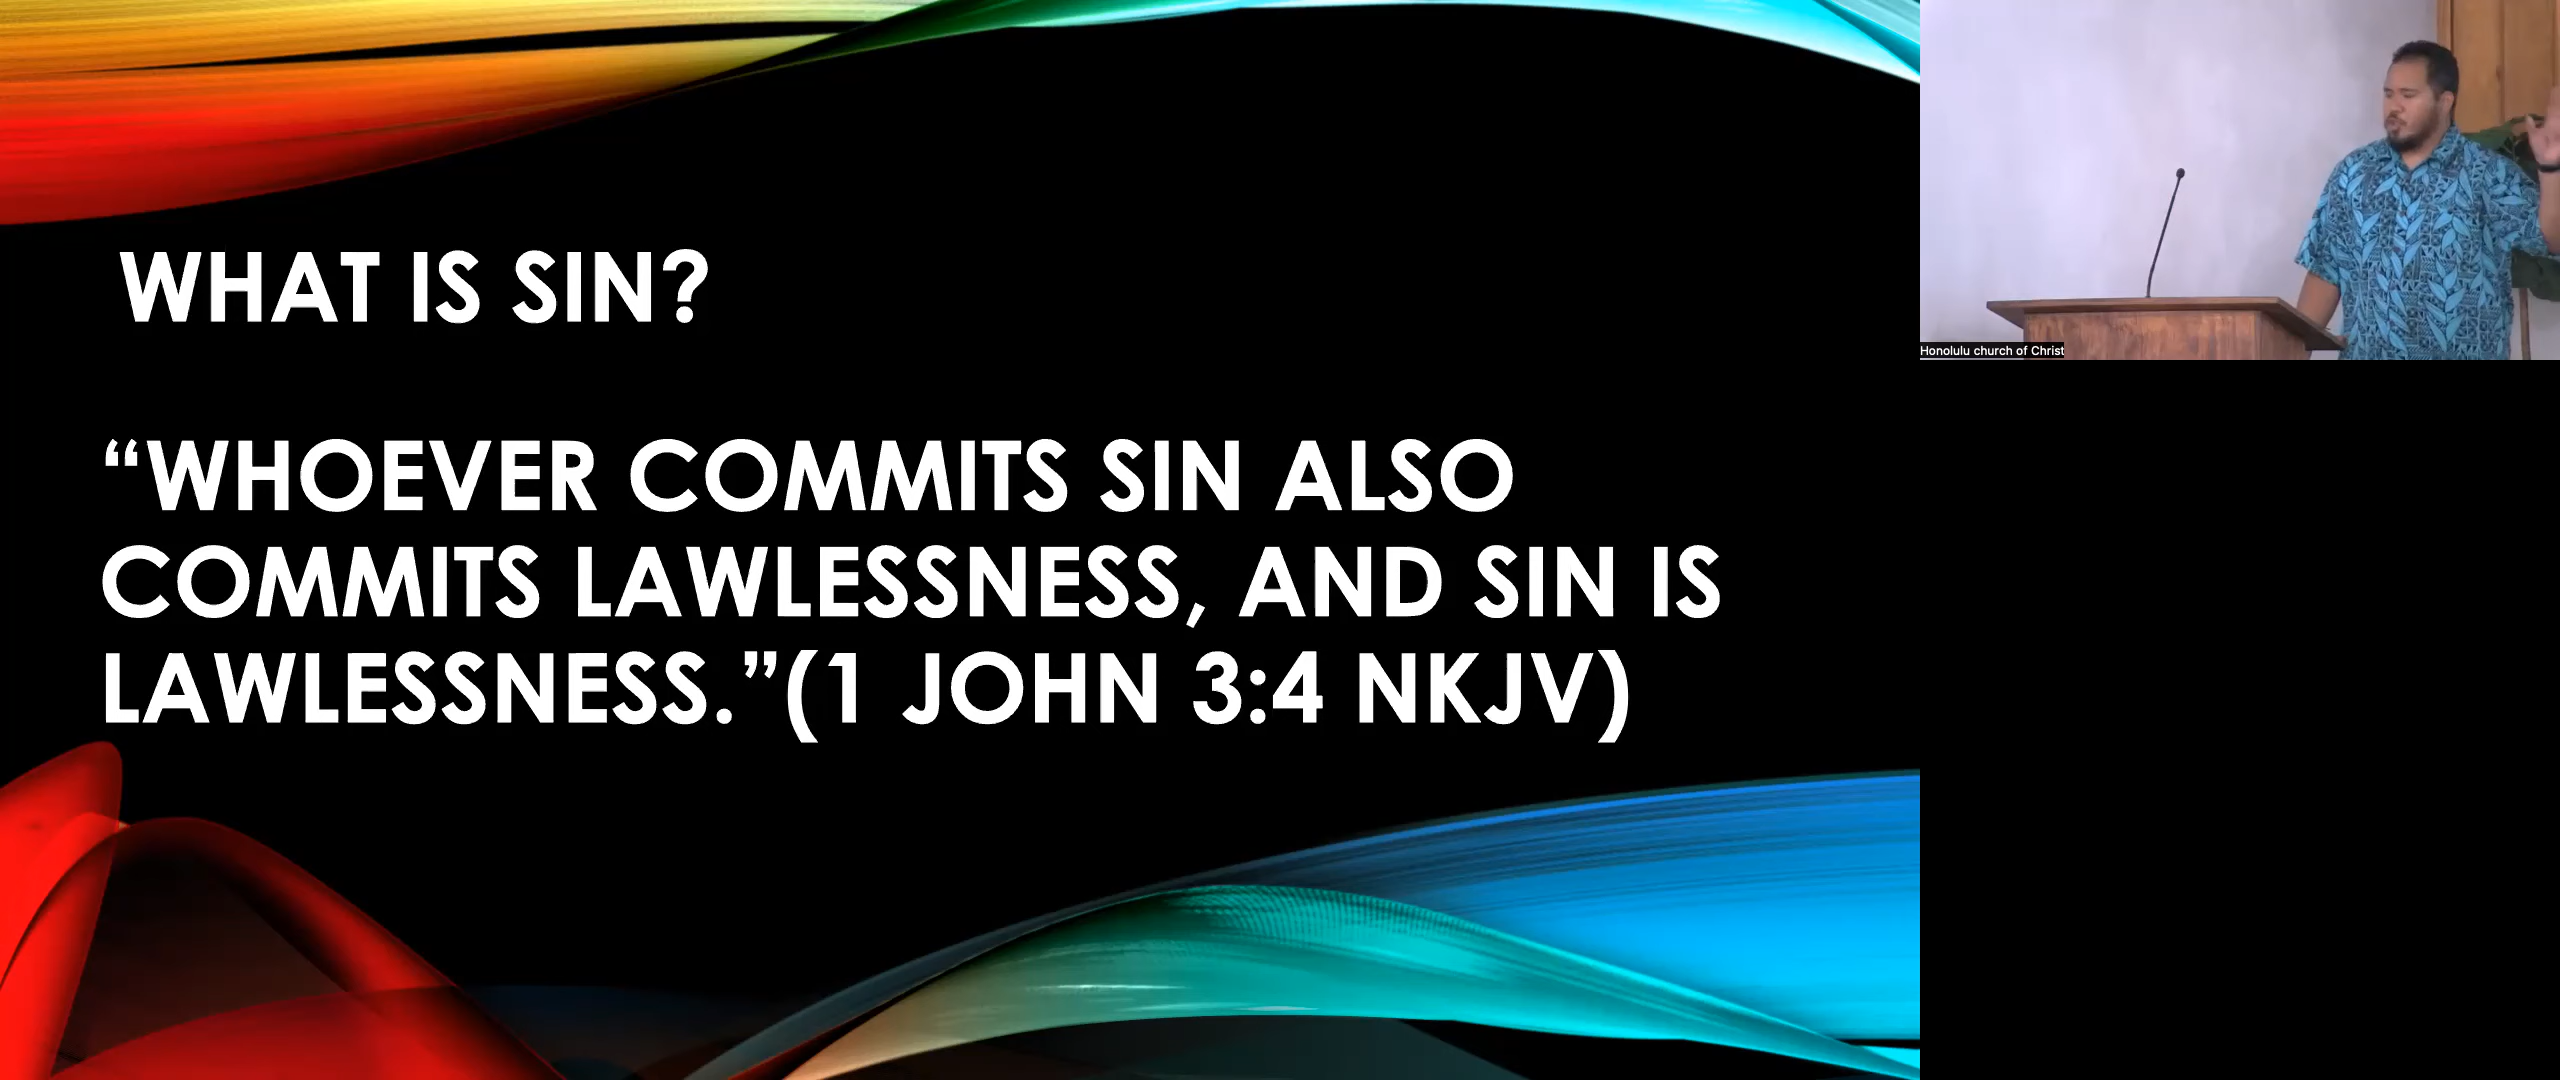 WHAT IS SIN?
“WHOEVER COMMITS SIN ALSO
COMMITS LAWLESSNESS, AND SIN IS
LAWLESSNESS.”(1 JOHN 3:4 NKJV)
Honolulu church of Christ